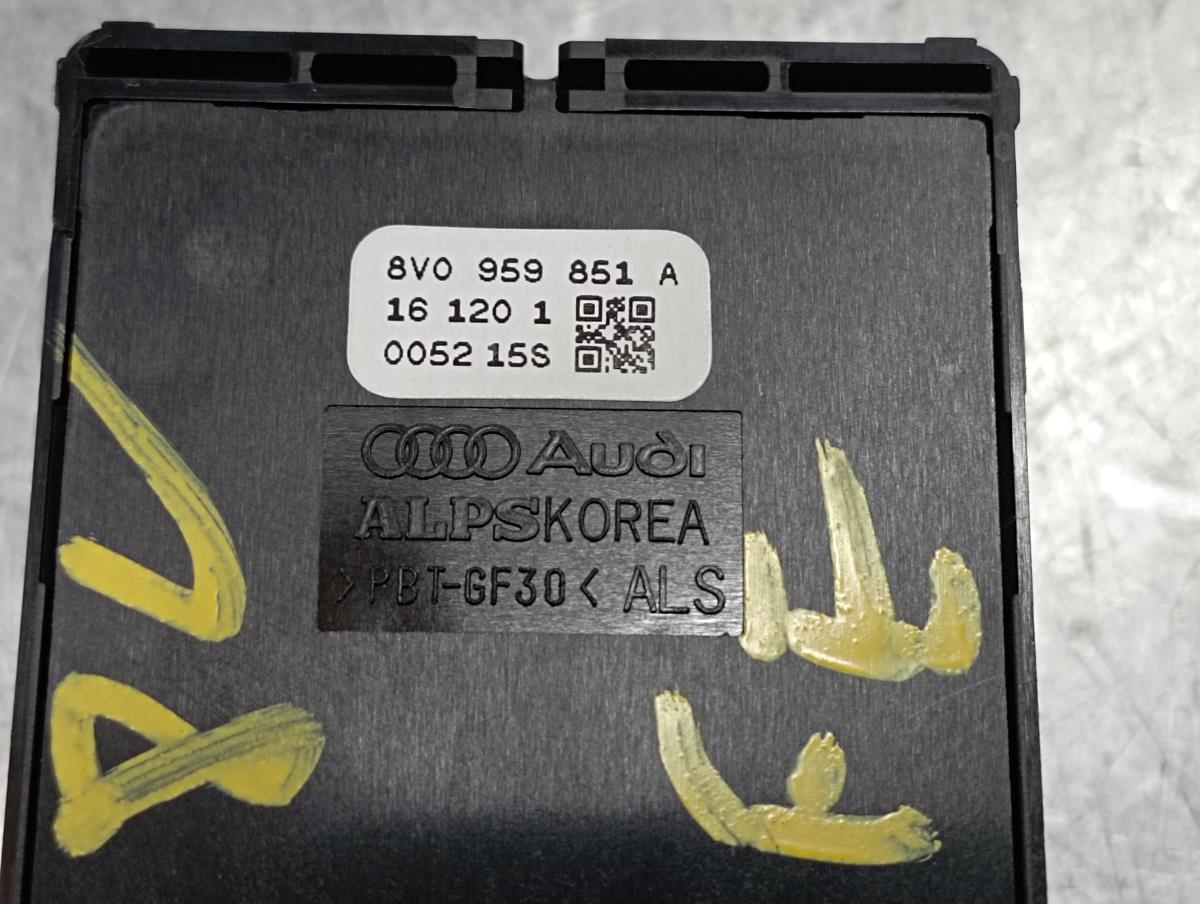 8V0 959 851 A
16 120 1
0052 15S
Audi
ALPSKOREA
>PBT-GF30< ALS